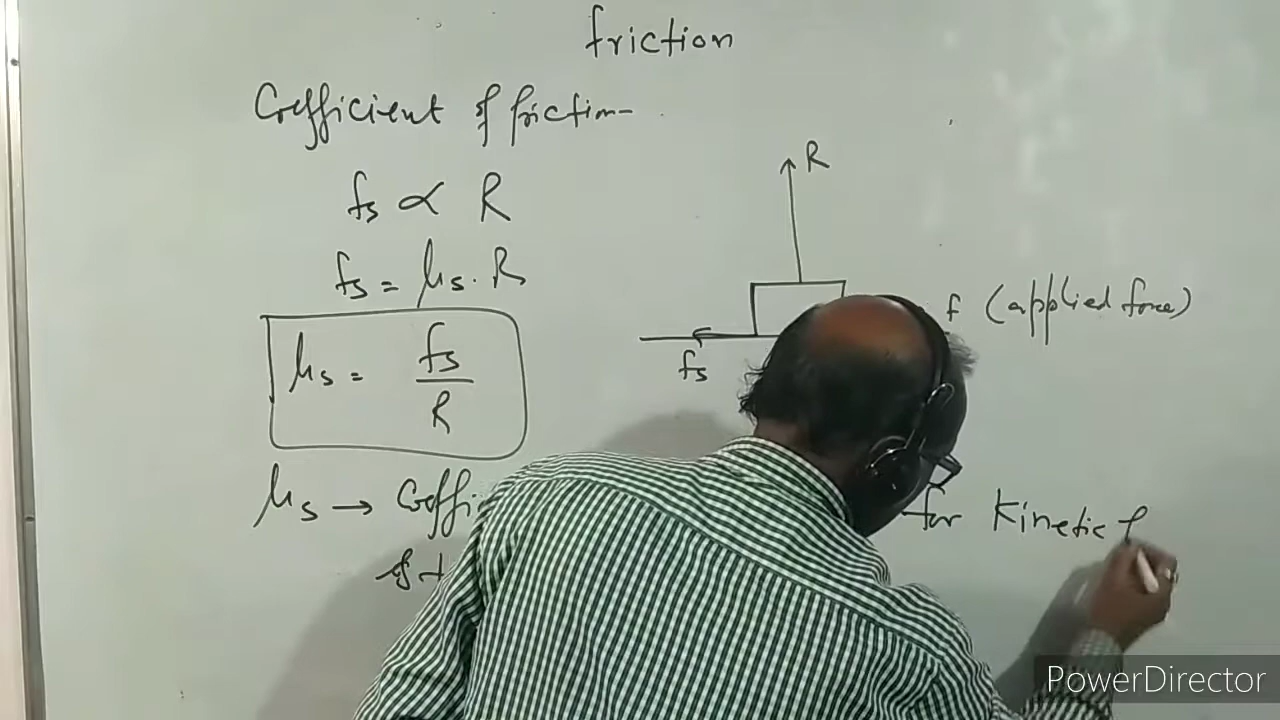 friction
Coefficient of friction-
fs ∝ R
fs = μs . R
μs = fs / R
R
fs
f (applied force)
μs → Coeffi
for Kinetic f
PowerDirector